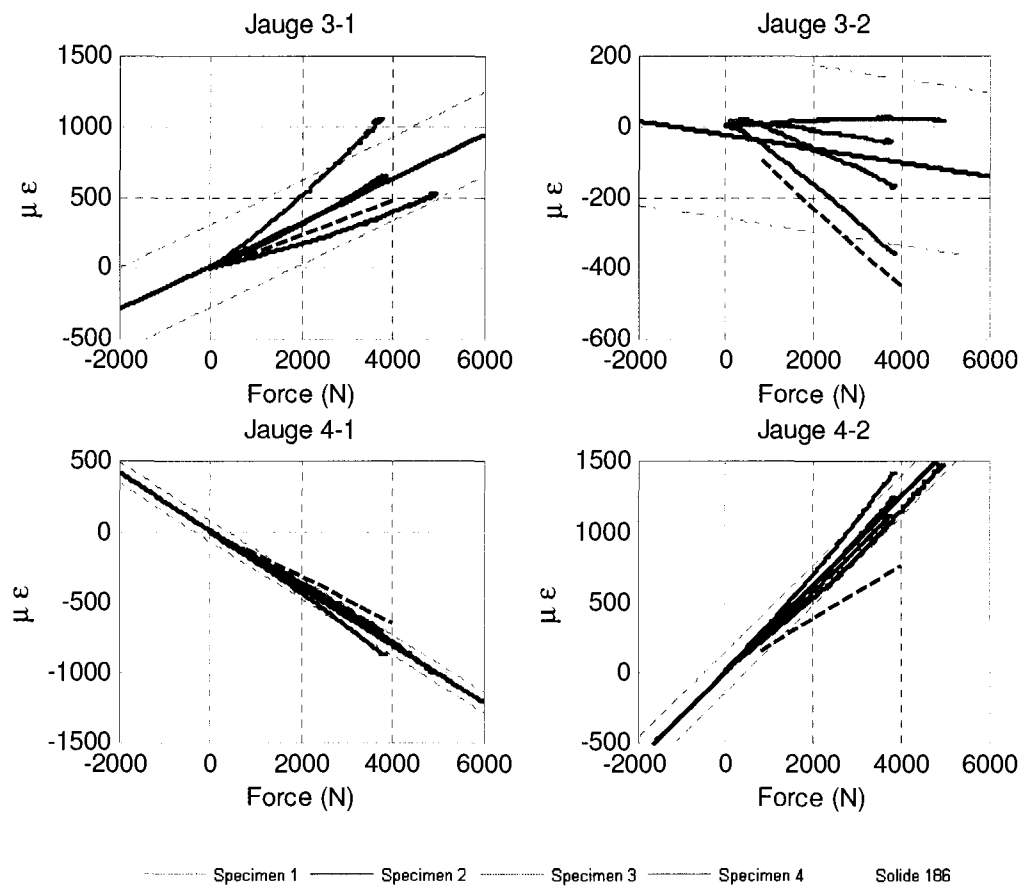 Jauge 3-1
1500
1000
500
0
-500
-2000 0 2000 4000 6000
Force (N)
μ ε
Jauge 3-2
200
0
-200
-400
-600
-2000 0 2000 4000 6000
Force (N)
μ ε
Jauge 4-1
500
0
-500
-1000
-1500
-2000 0 2000 4000 6000
Force (N)
μ ε
Jauge 4-2
1500
1000
500
0
-500
-2000 0 2000 4000 6000
Force (N)
μ ε
Specimen 1 Specimen 2 Specimen 3 Specimen 4 Solide 186